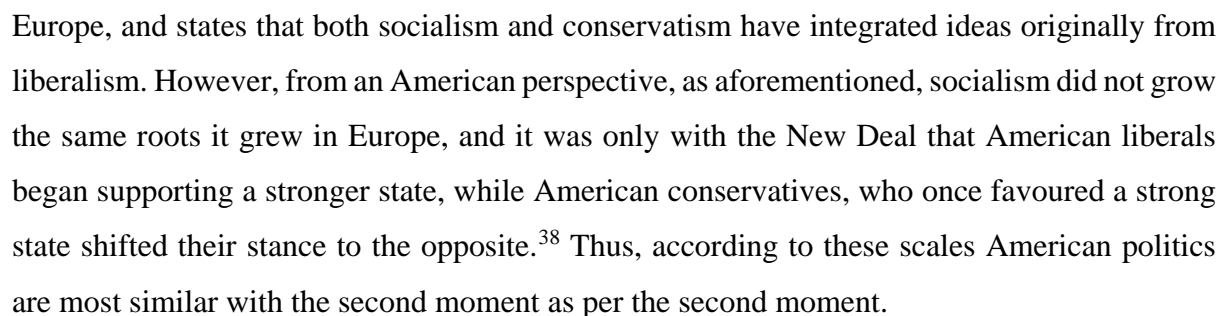 Europe, and states that both socialism and conservatism have integrated ideas originally from
liberalism. However, from an American perspective, as aforementioned, socialism did not grow
the same roots it grew in Europe, and it was only with the New Deal that American liberals
began supporting a stronger state, while American conservatives, who once favoured a strong
state shifted their stance to the opposite.38 Thus, according to these scales American politics
are most similar with the second moment as per the second moment.